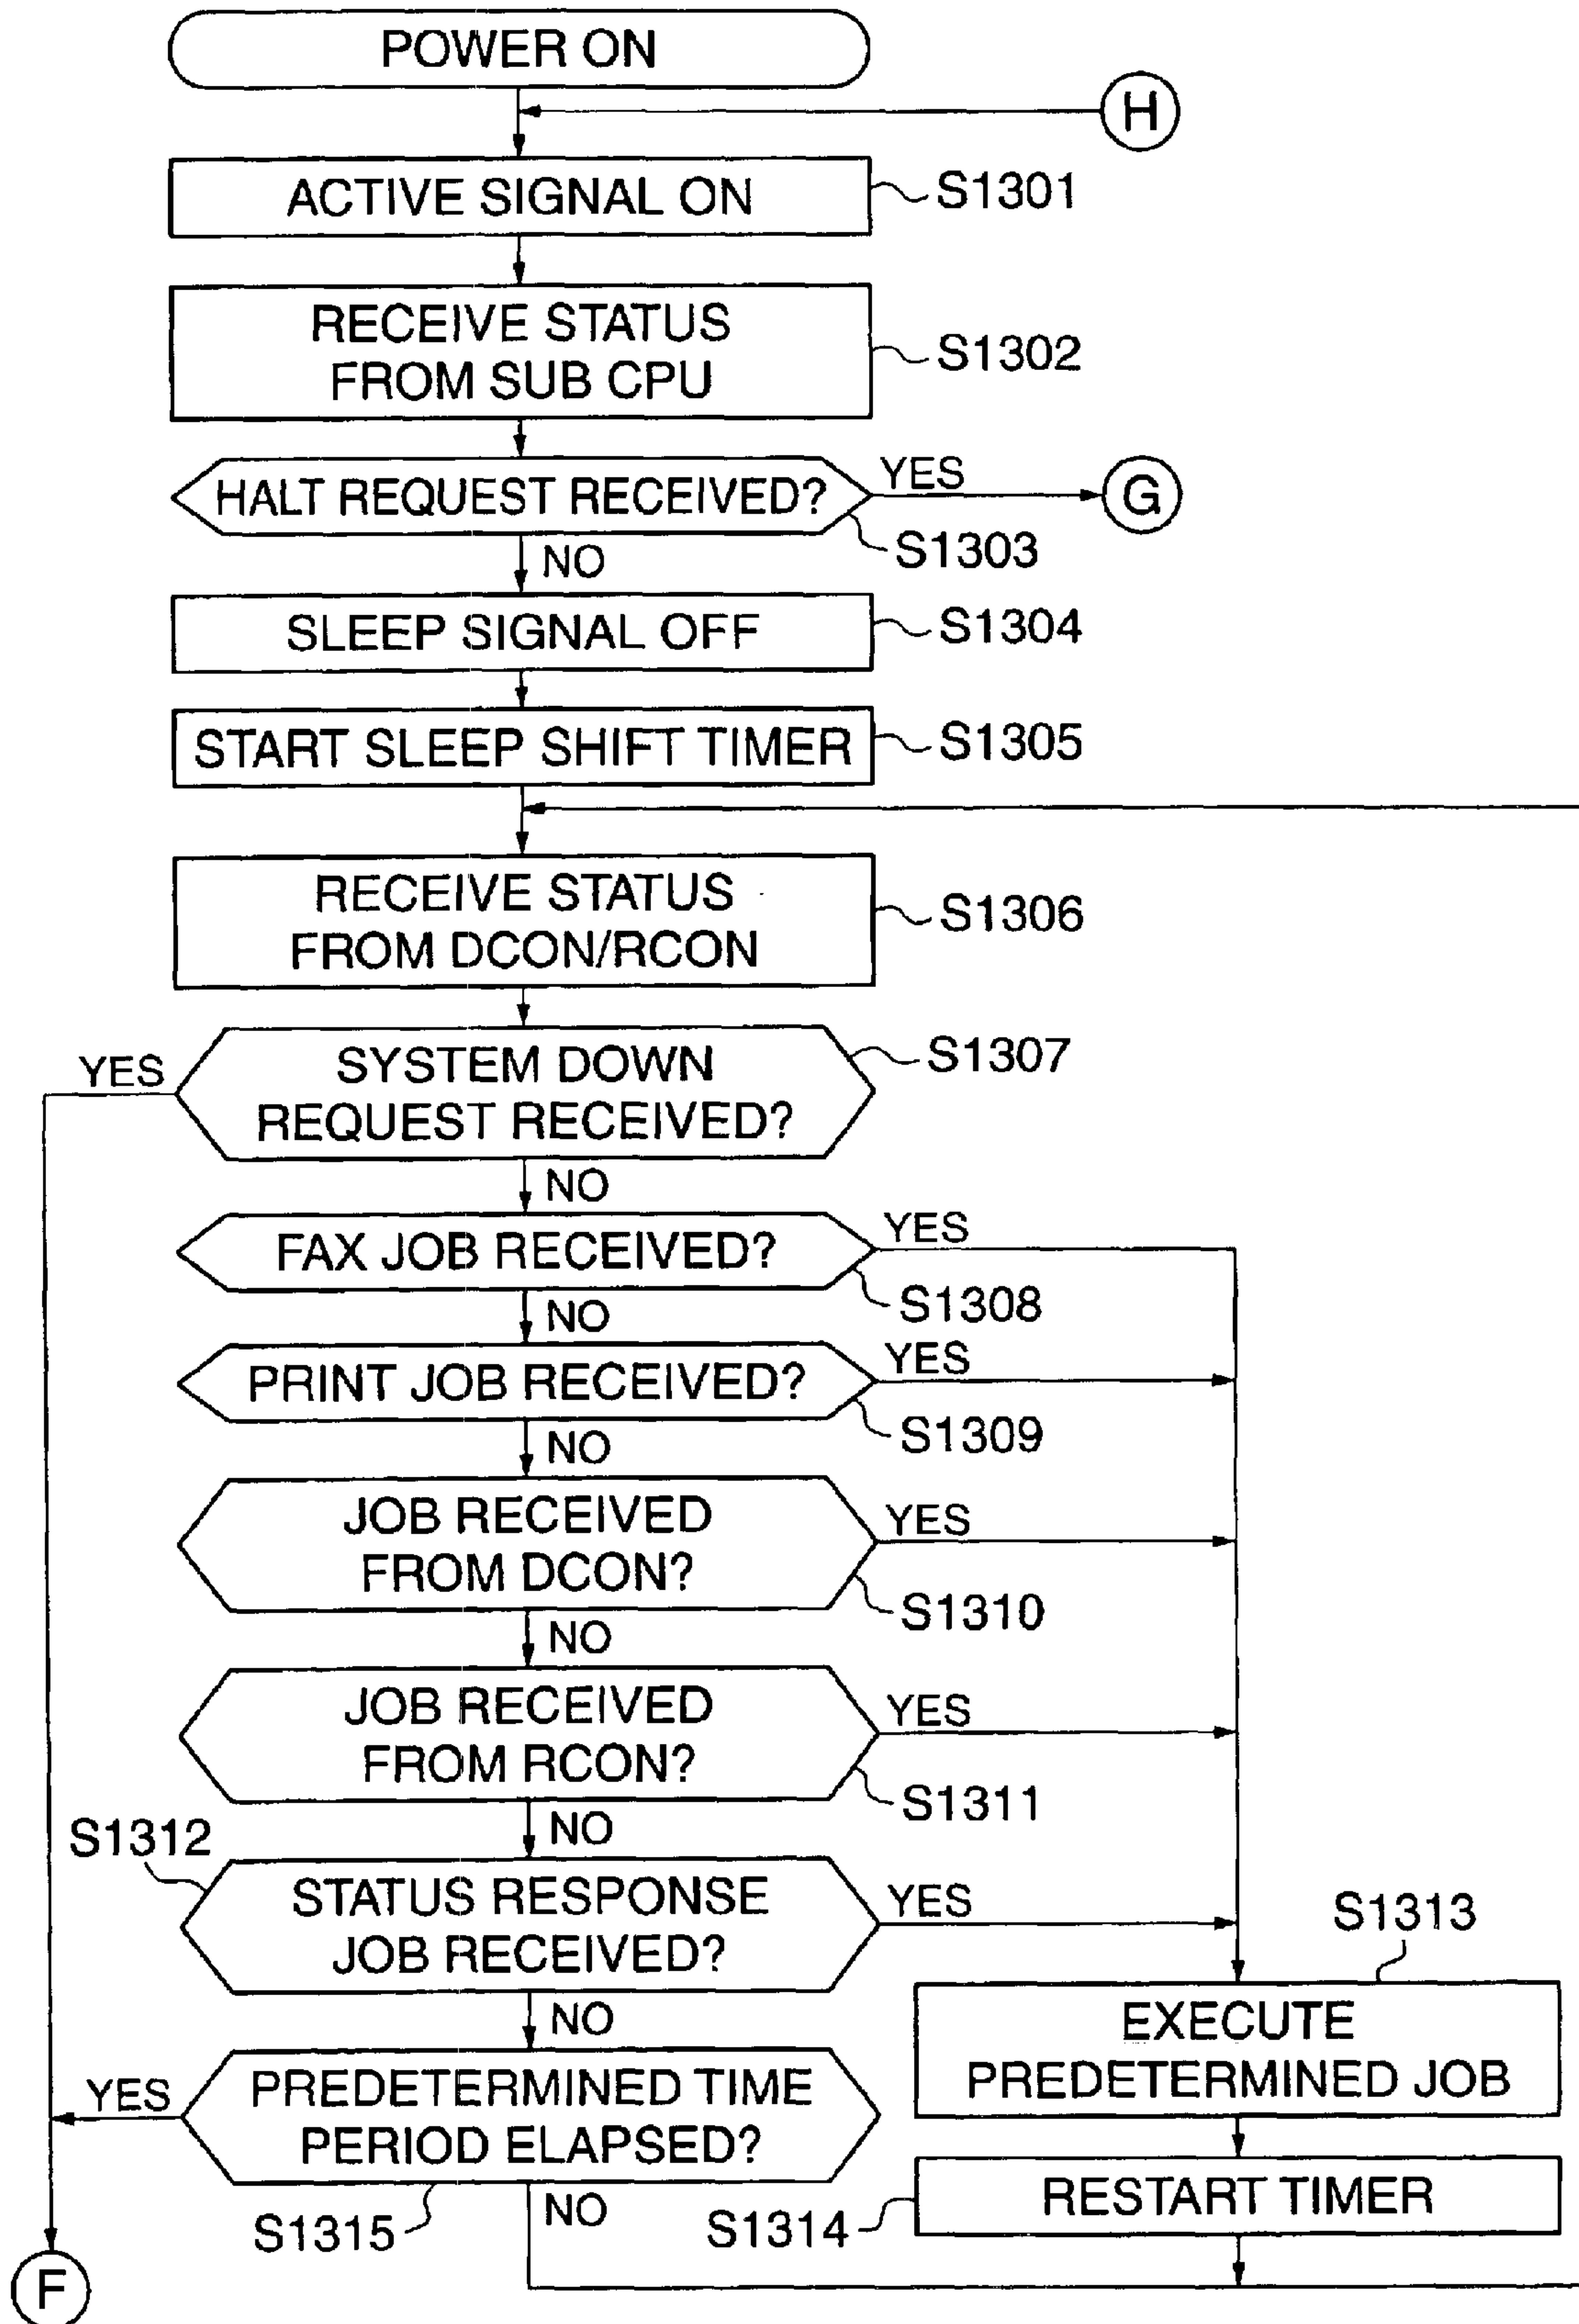 POWER ON
H
ACTIVE SIGNAL ON
S1301
RECEIVE STATUS
FROM SUB CPU
S1302
HALT REQUEST RECEIVED?
YES
G
S1303
NO
SLEEP SIGNAL OFF
S1304
START SLEEP SHIFT TIMER
S1305
RECEIVE STATUS
FROM DCON/RCON
S1306
YES
SYSTEM DOWN
REQUEST RECEIVED?
S1307
NO
FAX JOB RECEIVED?
YES
S1308
NO
PRINT JOB RECEIVED?
YES
S1309
NO
JOB RECEIVED
FROM DCON?
YES
S1310
NO
JOB RECEIVED
FROM RCON?
YES
S1311
NO
S1312
STATUS RESPONSE
JOB RECEIVED?
YES
NO
S1313
EXECUTE
PREDETERMINED JOB
YES
PREDETERMINED TIME
PERIOD ELAPSED?
S1315
NO
S1314
RESTART TIMER
F